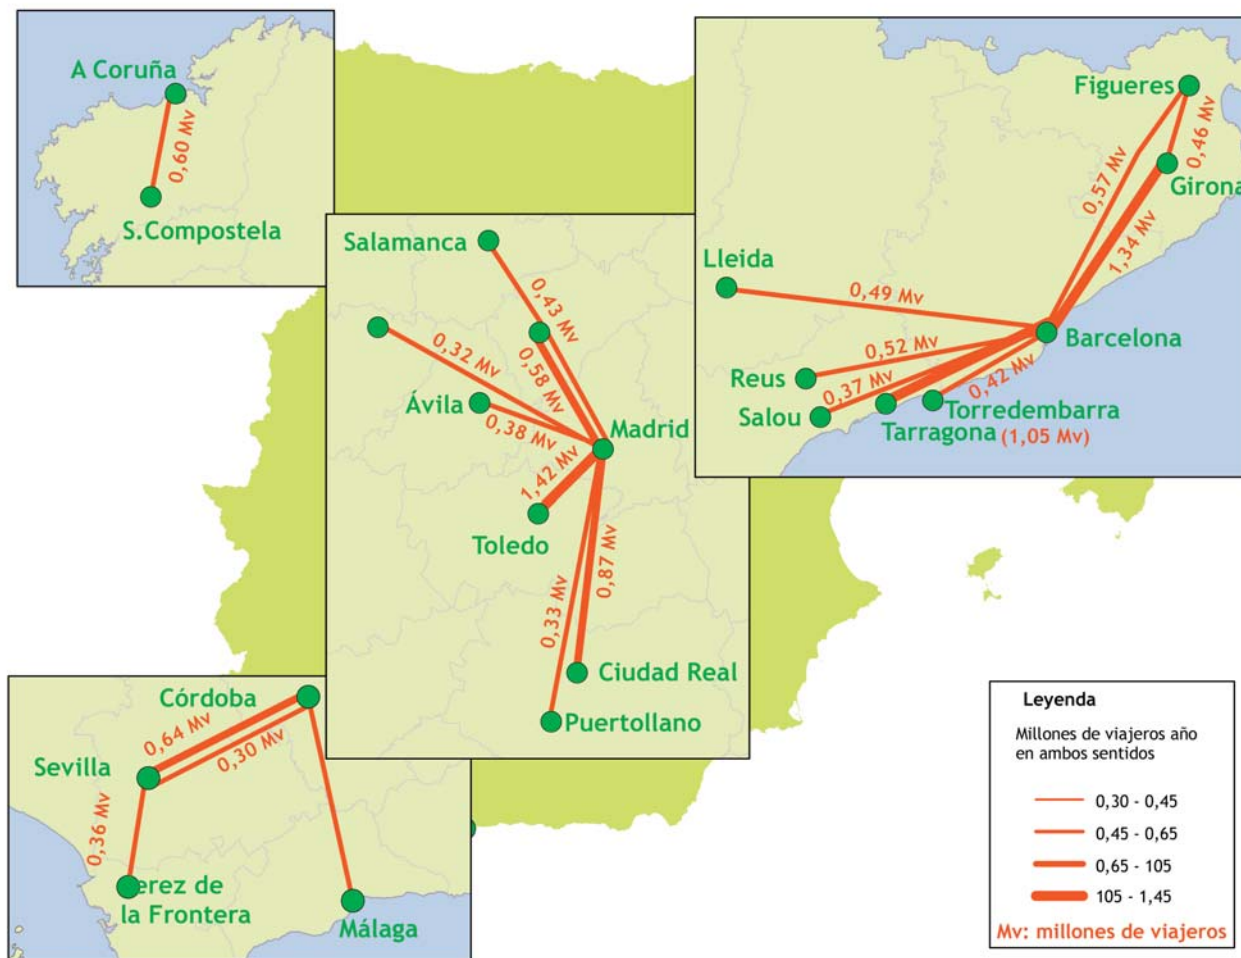 A Coruña
0,60 Mv
S.Compostela
Figueres
0,46 Mv
0,57 Mv
Girona
1,34 Mv
Lleida
0,49 Mv
Barcelona
0,52 Mv
Reus
0,37 Mv
0,42 Mv
Salou
Torredembarra
Tarragona (1,05 Mv)
Salamanca
0,43 Mv
0,32 Mv
0,58 Mv
Ávila
0,38 Mv
Madrid
1,42 Mv
Toledo
0,87 Mv
0,33 Mv
Ciudad Real
Puertollano
Córdoba
0,64 Mv
0,30 Mv
Sevilla
0,36 Mv
erez de
la Frontera
Málaga
Leyenda
Millones de viajeros año
en ambos sentidos
0,30 - 0,45
0,45 - 0,65
0,65 - 105
105 - 1,45
Mv: millones de viajeros